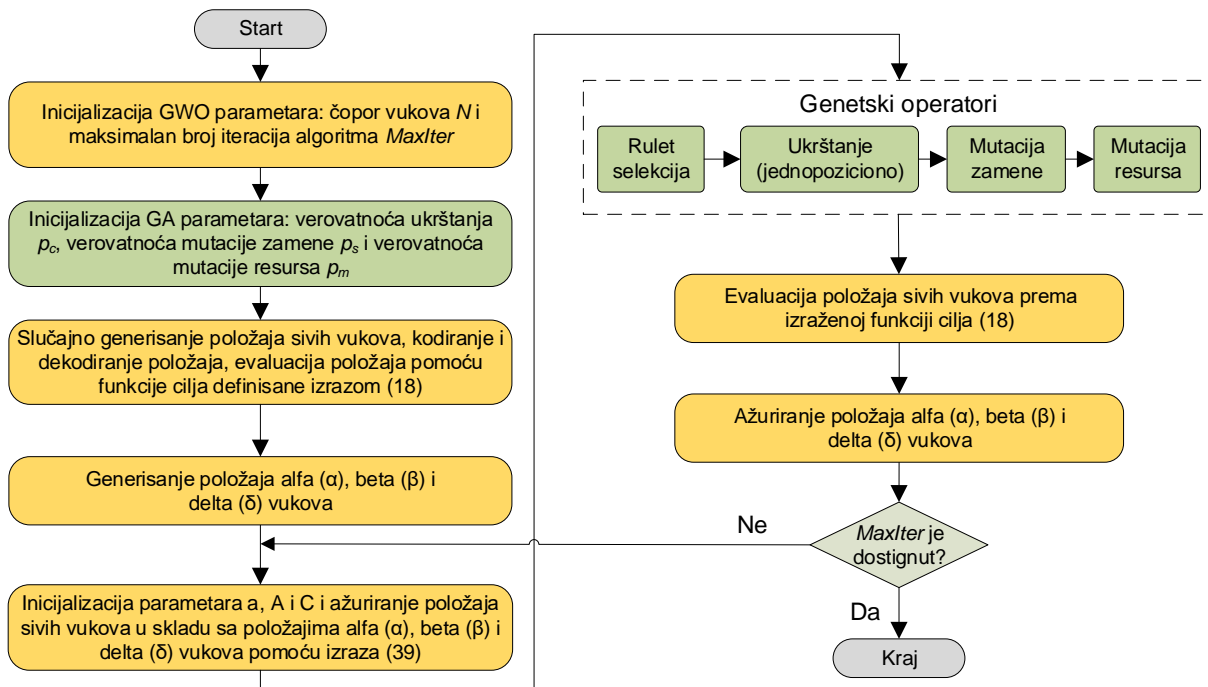 Start
Inicijalizacija GWO parametara: čopor vukova N i
maksimalan broj iteracija algoritma MaxIter
Inicijalizacija GA parametara: verovatnoća ukrštanja
pc, verovatnoća mutacije zamene ps i verovatnoća
mutacije resursa pm
Slučajno generisanje položaja sivih vukova, kodiranje i
dekodiranje položaja, evaluacija položaja pomoću
funkcije cilja definisane izrazom (18)
Generisanje položaja alfa (α), beta (β) i
delta (δ) vukova
Inicijalizacija parametara a, A i C i ažuriranje položaja
sivih vukova u skladu sa položajima alfa (α), beta (β) i
delta (δ) vukova pomoću izraza (39)
Genetski operatori
Rulet
selekcija
Ukrštanje
(jednopoziciono)
Mutacija
zamene
Mutacija
resursa
Evaluacija položaja sivih vukova prema
izraženoj funkciji cilja (18)
Ažuriranje položaja alfa (α), beta (β) i
delta (δ) vukova
MaxIter je
dostignut?
Ne
Da
Kraj